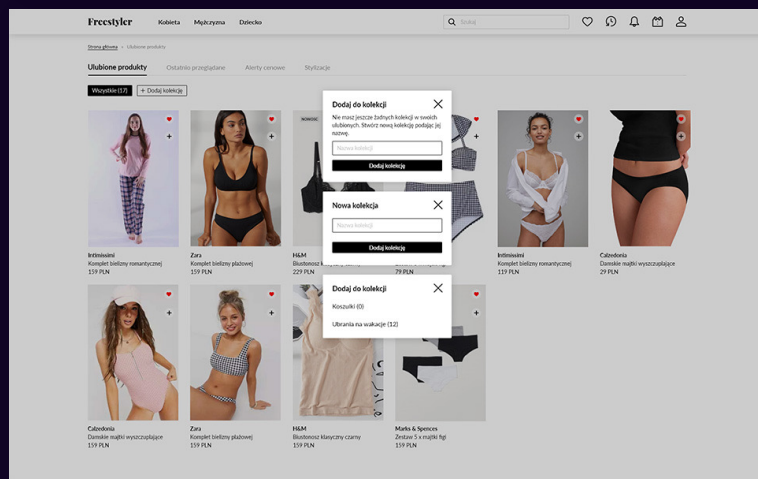 Freestyler
Kobieta
Mężczyzna
Dziecko
Szukaj
Strona główna > Ulubione produkty
Ulubione produkty
Ostatnio przeglądane
Alerty cenowe
Stylizacje
Wszystkie (17)
+ Dodaj kolekcję
Dodaj do kolekcji
Nie masz jeszcze żadnych kolekcji w swoich
ulubionych. Stwórz nową kolekcję podając jej
nazwę.
Nazwa kolekcji
Dodaj kolekcję
NOWOŚĆ
Nowa kolekcja
Nazwa kolekcji
Dodaj kolekcję
Dodaj do kolekcji
Koszulki (0)
Ubrania na wakacje (12)
Intimissimi
Komplet bielizny romantycznej
159 PLN
Zara
Komplet bielizny plażowej
159 PLN
H&M
229 PLN
79 PLN
Intimissimi
Komplet bielizny romantycznej
119 PLN
Calzedonia
Damskie majtki wyszczuplające
29 PLN
Calzedonia
Damskie majtki wyszczuplające
159 PLN
Zara
Komplet bielizny plażowej
159 PLN
H&M
Biustonosz klasyczny czarny
159 PLN
Marks & Spences
Zestaw 5 x majtki figi
159 PLN